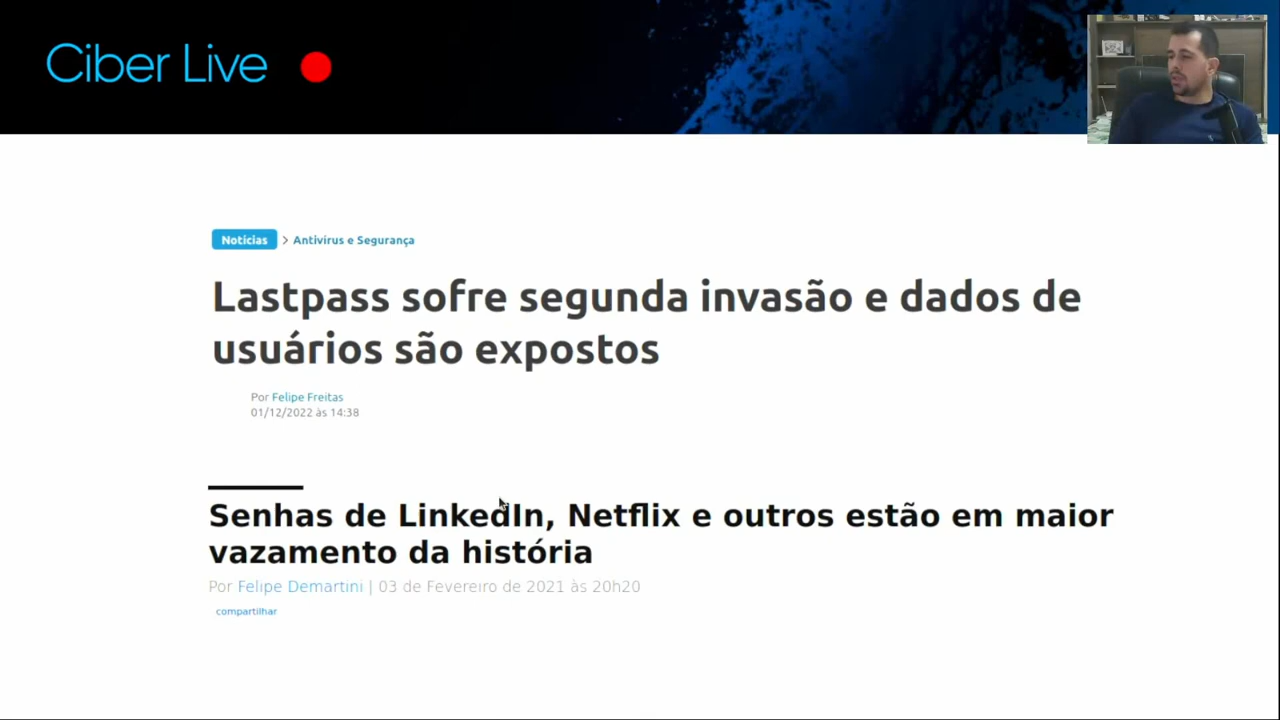 Ciber Live
Notícias > Antivírus e Segurança
Lastpass sofre segunda invasão e dados de
usuários são expostos
Por Felipe Freitas
01/12/2022 às 14:38
Senhas de LinkedIn, Netflix e outros estão em maior
vazamento da história
Por Felipe Demartini | 03 de Fevereiro de 2021 às 20h20
compartilhar